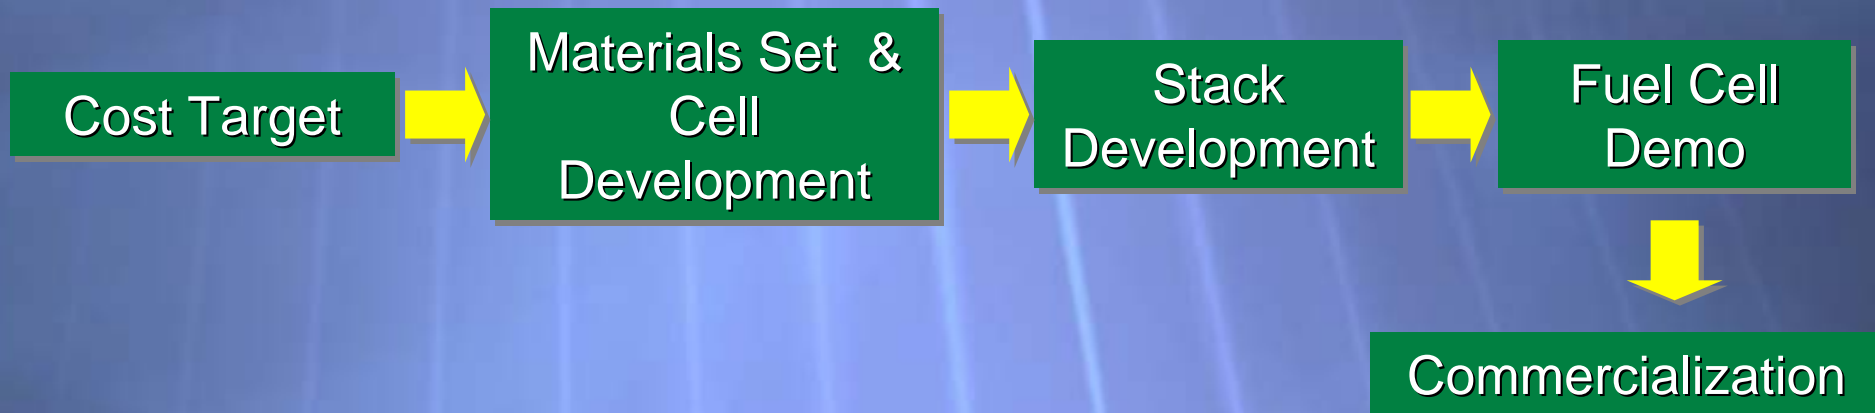 Cost Target
Materials Set & 
Cell
Development
Stack
Development
Fuel Cell
Demo
Commercialization